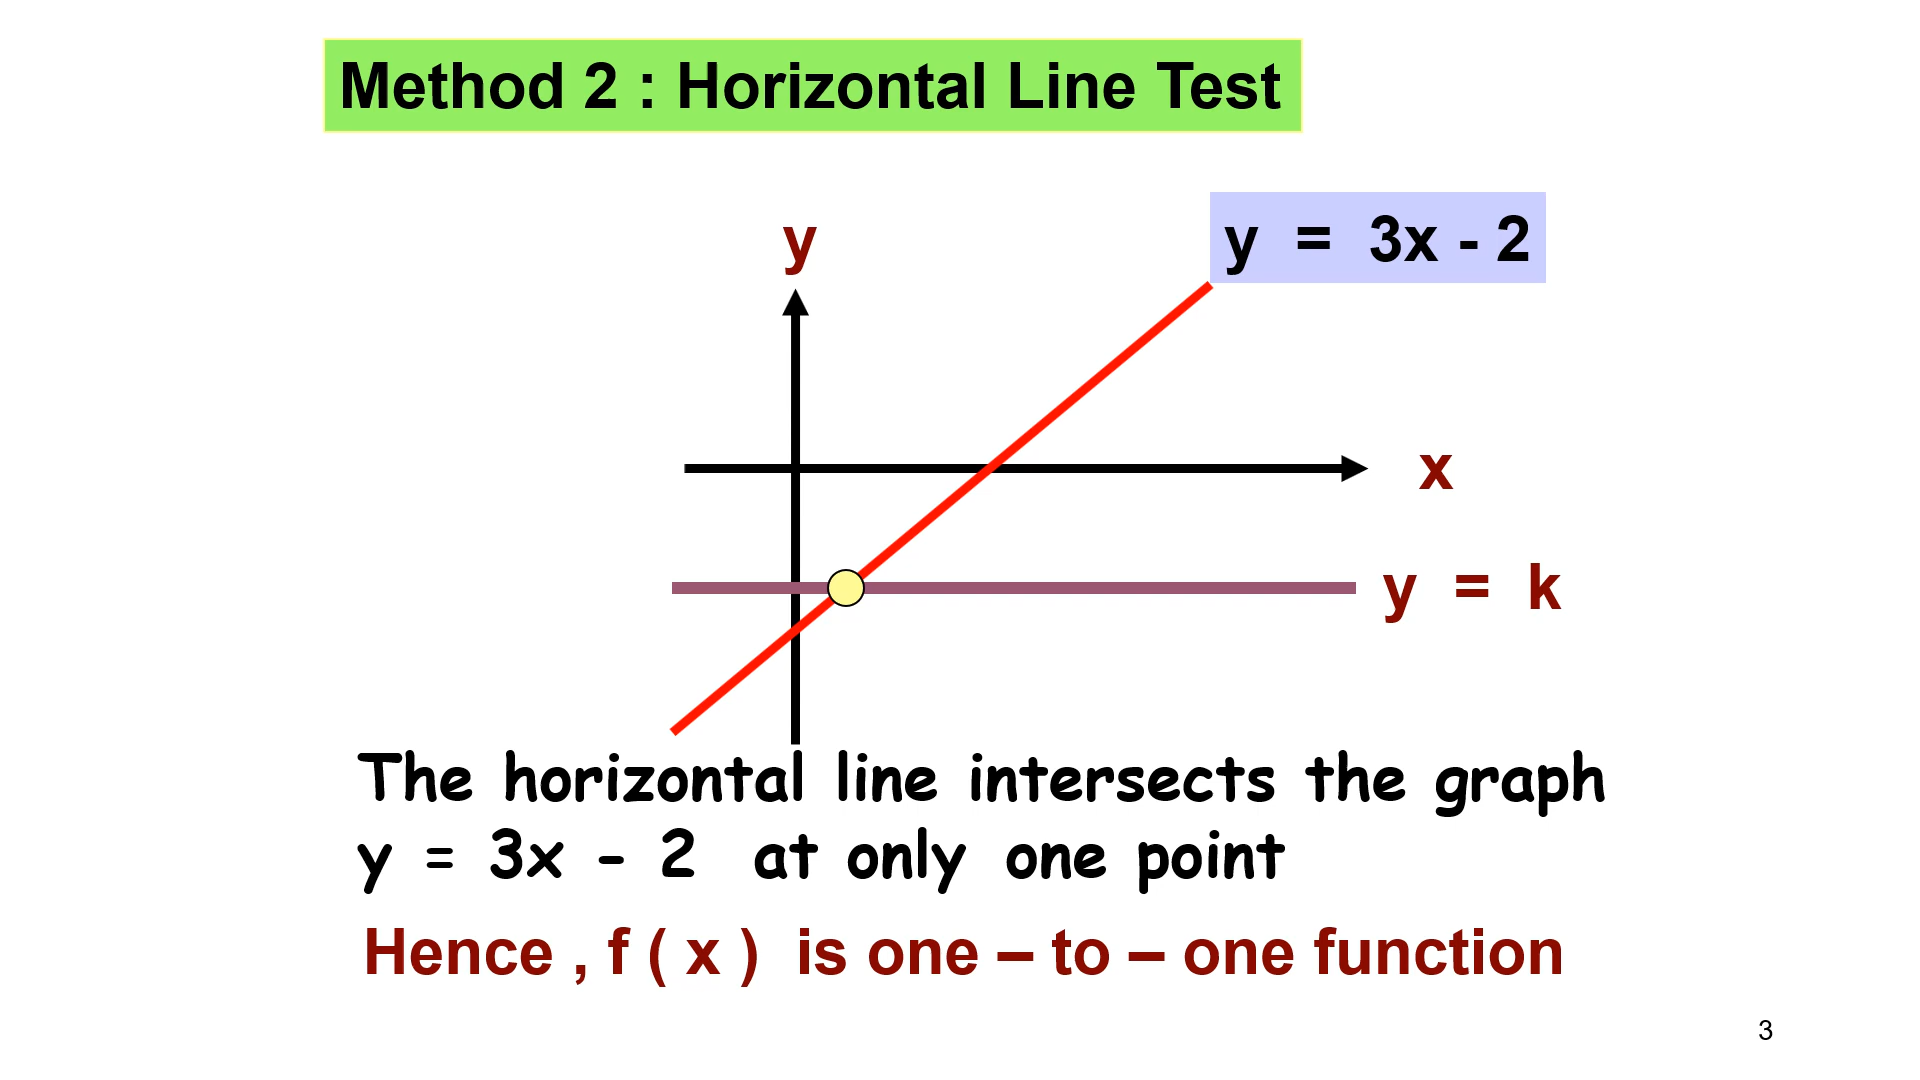 Method 2 : Horizontal Line Test
y
y = 3x - 2
x
y = k
The horizontal line intersects the graph
y = 3x - 2 at only one point
Hence , f ( x ) is one – to – one function
3